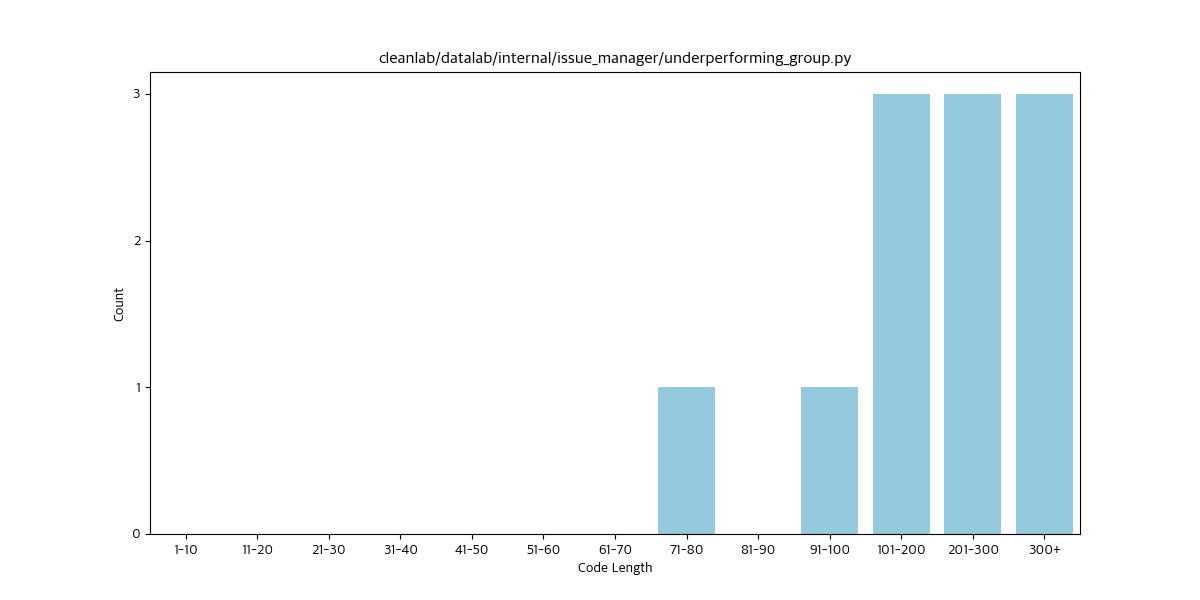 cleanlab/datalab/internal/issue_manager/underperforming_group.py
3
2
1
0
Count
1-10 11-20 21-30 31-40 41-50 51-60 61-70 71-80 81-90 91-100 101-200 201-300 300+
Code Length